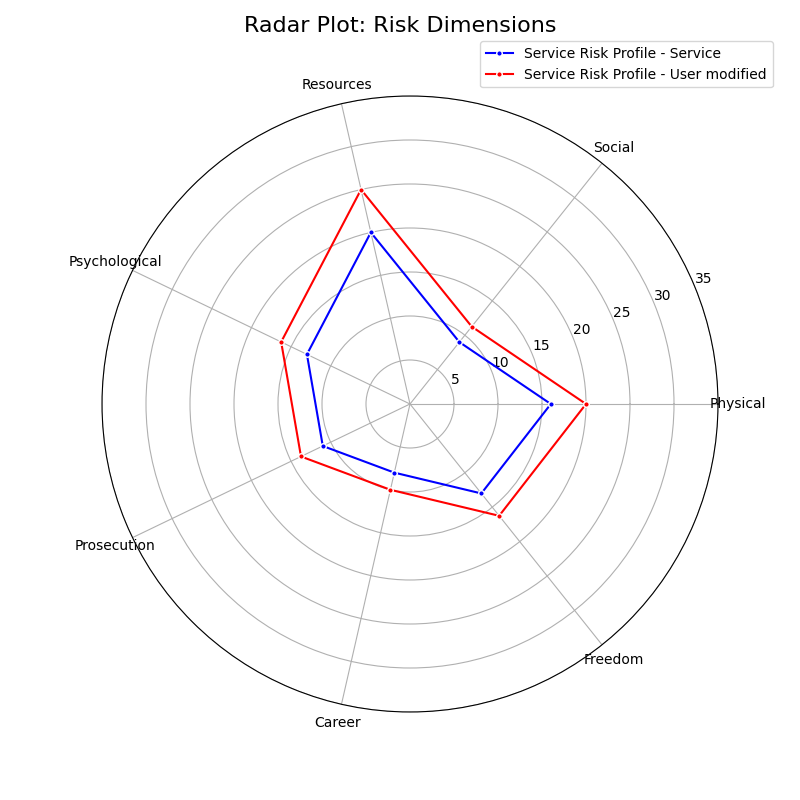 Radar Plot: Risk Dimensions
Service Risk Profile - Service
Service Risk Profile - User modified
Resources
Social
Psychological
Physical
Prosecution
Career
Freedom
5
10
15
20
25
30
35